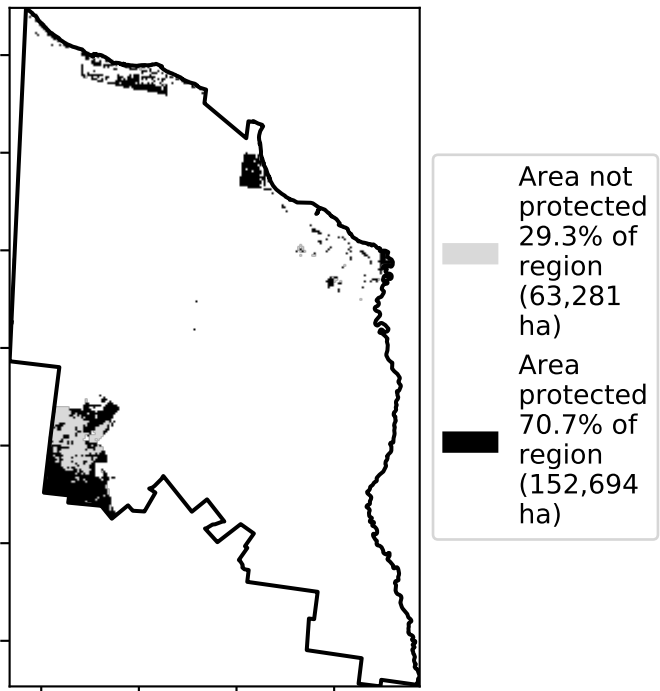 Area not
protected
29.3% of
region
(63,281
ha)
Area
protected
70.7% of
region
(152,694
ha)